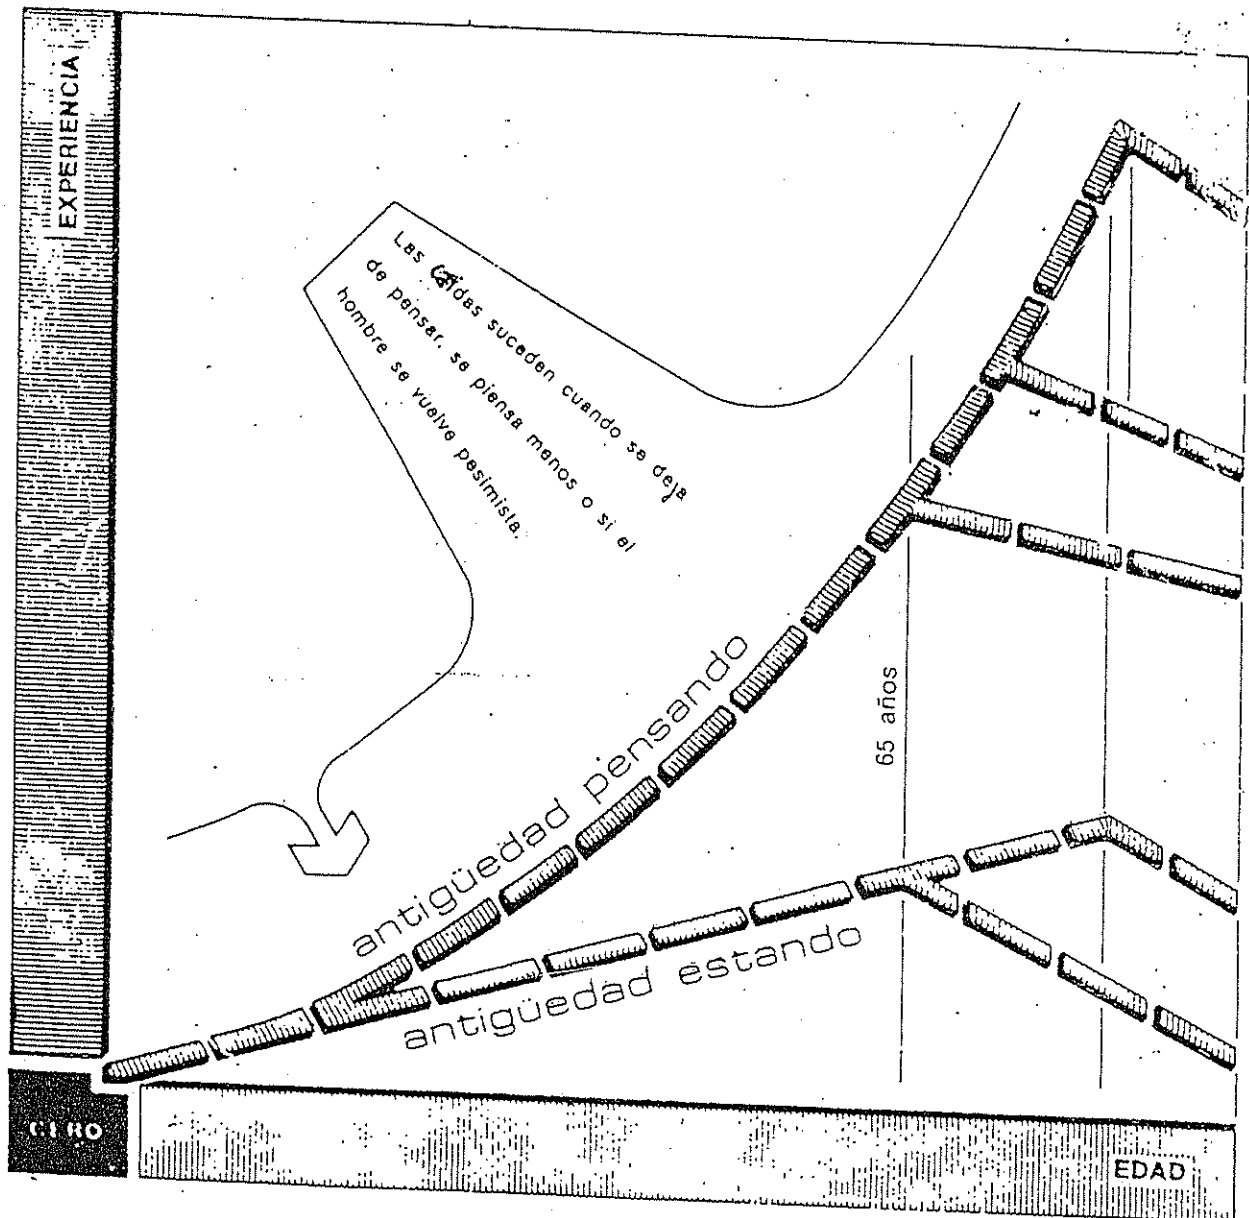 EXPERIENCIA
Las caídas suceden cuando se deja
de pensar, se piensa menos o si el
hombre se vuelve pesimista.
antigüedad pensando
65 años
antigüedad estando
CERO
EDAD